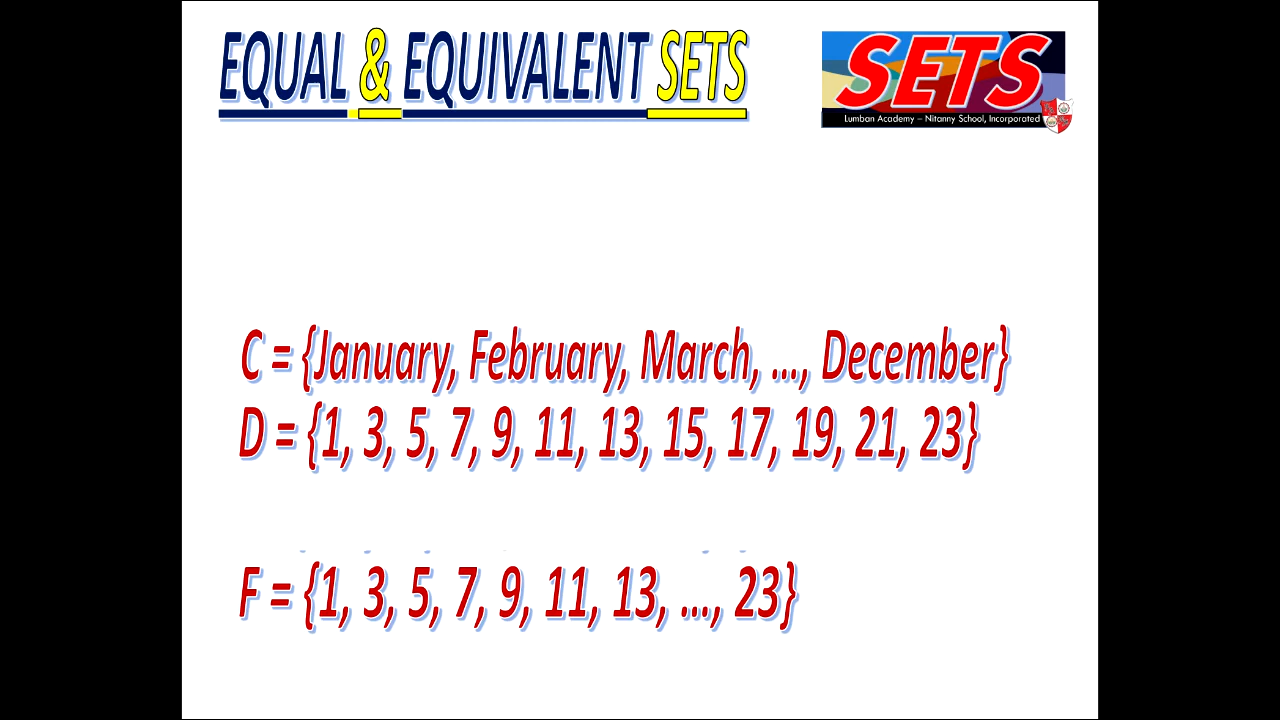 EQUAL & EQUIVALENT SETS
SETS
Lumban Academy – Nitanny School, Incorporated
C = {January, February, March, ..., December}
D = {1, 3, 5, 7, 9, 11, 13, 15, 17, 19, 21, 23}
F = {1, 3, 5, 7, 9, 11, 13, ..., 23}